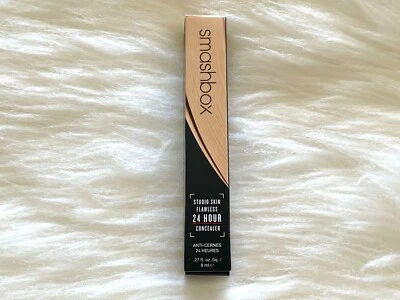 smashbox
STUDIO SKIN
FLAWLESS
24 HOUR
CONCEALER
ANTI-CERNES
24 HEURES
.27 fl. oz. liq. /
8 ml e